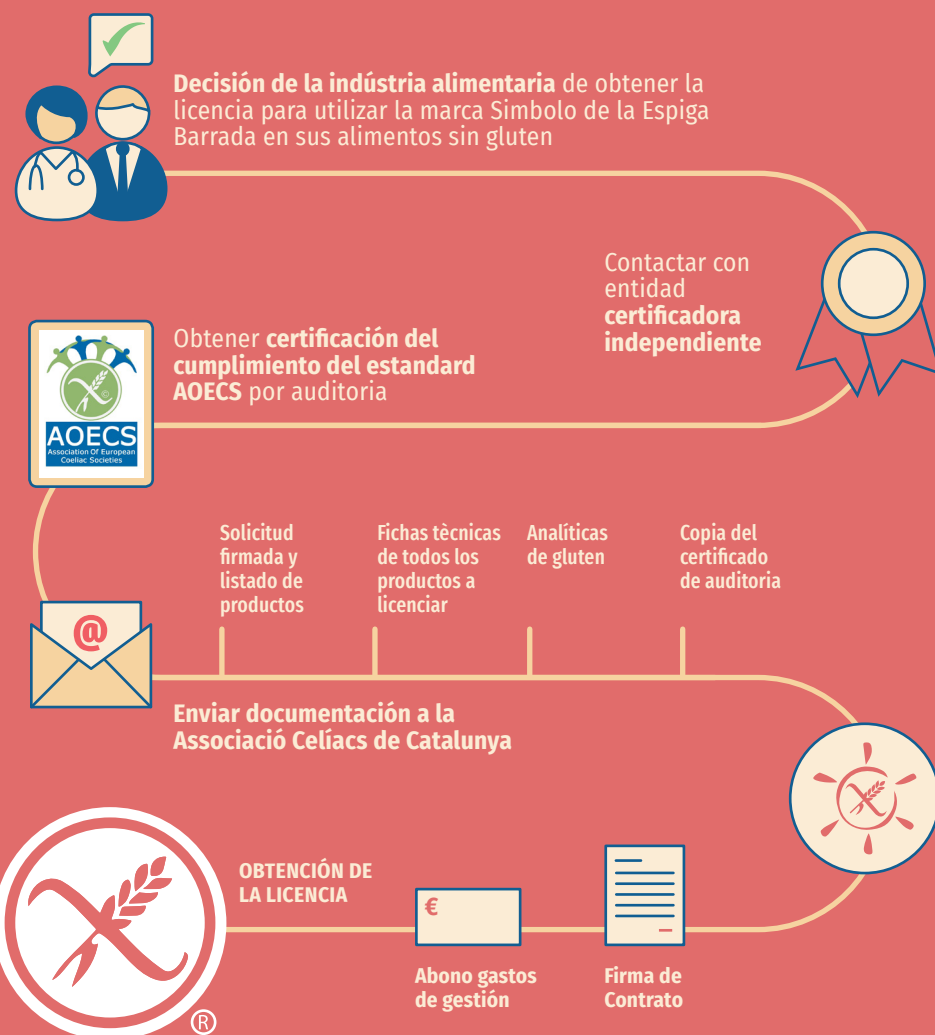 Decisión de la indústria alimentaria de obtener la
licencia para utilizar la marca Simbolo de la Espiga
Barrada en sus alimentos sin gluten
Contactar con
entidad
certificadora
independiente
Obtener certificación del
cumplimiento del estandard
AOECS por auditoria
©
AOECS
Association Of European
Coeliac Societies
Solicitud
firmada y
listado de
productos
Fichas tècnicas
de todos los
productos a
licenciar
Analíticas
de gluten
Copia del
certificado
de auditoria
@
Enviar documentación a la
Associació Celíacs de Catalunya
OBTENCIÓN DE
LA LICENCIA
€
Abono gastos
de gestión
Firma de
Contrato
®